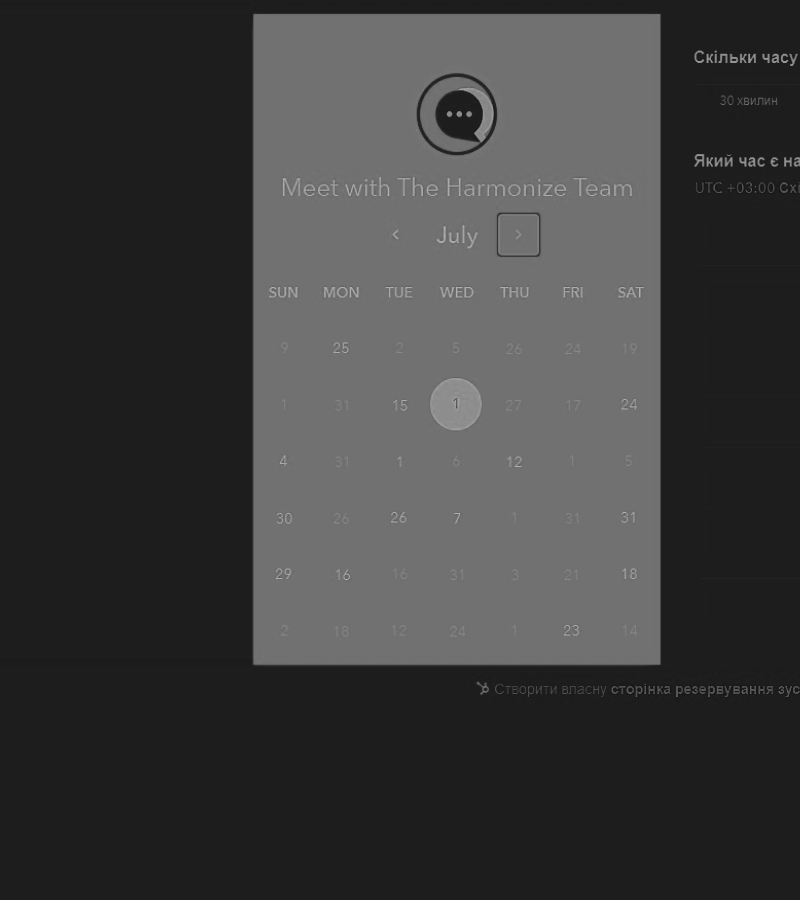 Meet with The Harmonize Team
July
SUN MON TUE WED THU FRI SAT
9 25 2 5 26 24 19
1 31 15 1 27 17 24
4 31 1 6 12 1 5
30 26 26 7 1 31 31
29 16 16 31 3 21 18
2 18 12 24 1 23 14
Скільки часу
30 хвилин
Який час є на
UTC +03:00 Схі
Створити власну сторінка резервування зус